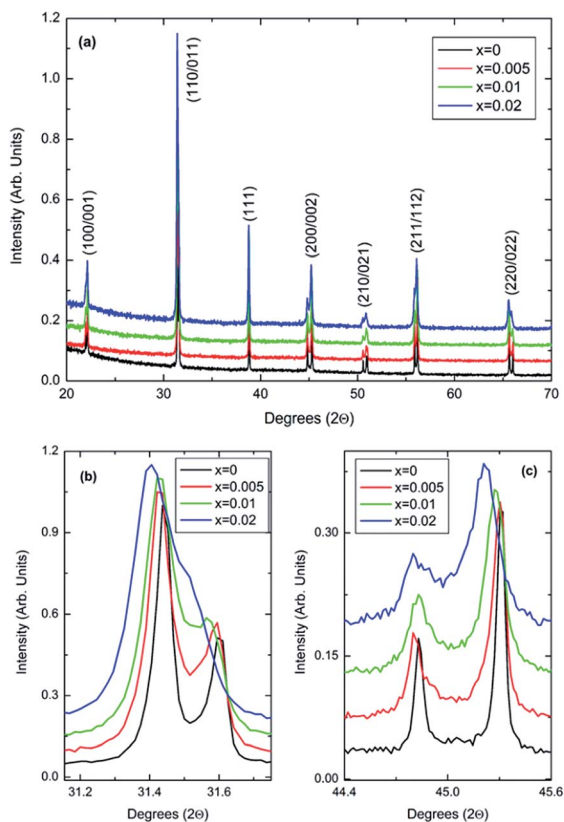 1.2
1.0
0.8
0.6
0.4
0.2
0.0
Intensity (Arb. Units)
(a)
(100/001)
(110/011)
(111)
(200/002)
(210/021)
(211/112)
(220/022)
x=0
x=0.005
x=0.01
x=0.02
20 30 40 50 60 70
Degrees (2Θ)
1.2
0.9
0.6
0.3
0.0
Intensity (Arb. Units)
(b)
x=0
x=0.005
x=0.01
x=0.02
31.2 31.4 31.6
Degrees (2Θ)
0.30
0.15
0.00
Intensity (Arb. Units)
x=0
x=0.005
x=0.01
x=0.02
(c)
44.4 45.0 45.6
Degrees (2Θ)